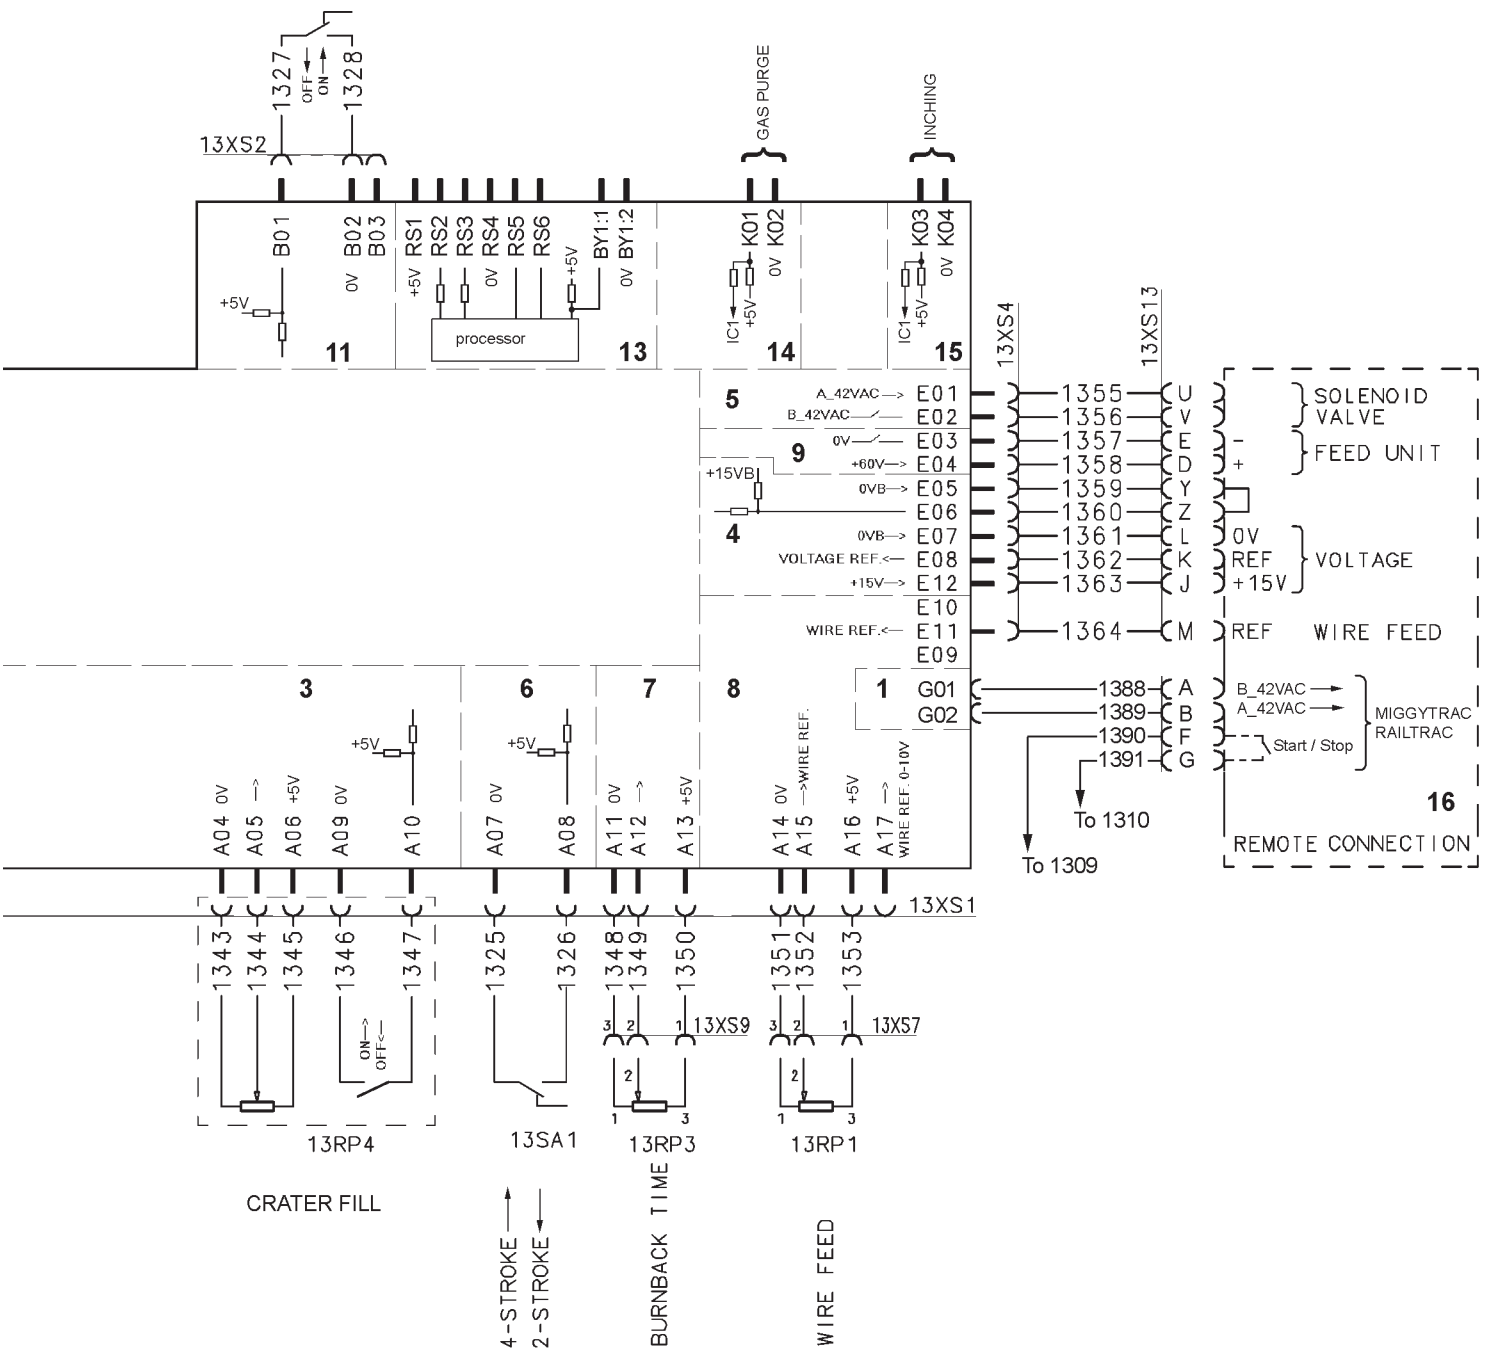 1327
OFF
ON
1328
13XS2
GAS PURGE
INCHING
B01
B02
B03
RS1
RS2
RS3
RS4
RS5
RS6
BY1:1
BY1:2
K01
K02
K03
K04
+5V
0V
+5V
0V
+5V
0V
IC1
+5V
0V
IC1
+5V
0V
processor
11
13
14
15
13XS4
13XS13
5
A_42VAC
E01
1355
U
SOLENOID
VALVE
B_42VAC
E02
1356
V
9
0V
E03
1357
E
-
FEED UNIT
+60V
E04
1358
D
+
+15VB
0VB
E05
1359
Y
E06
1360
Z
4
0VB
E07
1361
L
0V
VOLTAGE REF.
E08
1362
K
REF
VOLTAGE
+15V
E12
1363
J
+15V
E10
WIRE REF.
E11
1364
M
REF
WIRE FEED
E09
3
6
7
8
1
G01
1388
A
B_42VAC
G02
1389
B
A_42VAC
MIGGYTRAC
RAILTRAC
1390
F
Start / Stop
1391
G
16
To 1310
To 1309
REMOTE CONNECTION
+5V
+5V
A04 0V
A05
A06 +5V
A09 0V
A10
A07 0V
A08
A11 0V
A12
A13 +5V
A14 0V
A15 WIRE REF.
A16 +5V
A17
WIRE REF. 0-10V
13XS1
1343
1344
1345
1346
1347
1325
1326
1348
1349
1350
1351
1352
1353
ON
OFF
3 2 1 13XS9
3 2 1 13XS7
2
1 3
2
1 3
13RP4
13SA1
13RP3
13RP1
CRATER FILL
4-STROKE
2-STROKE
BURNBACK TIME
WIRE FEED